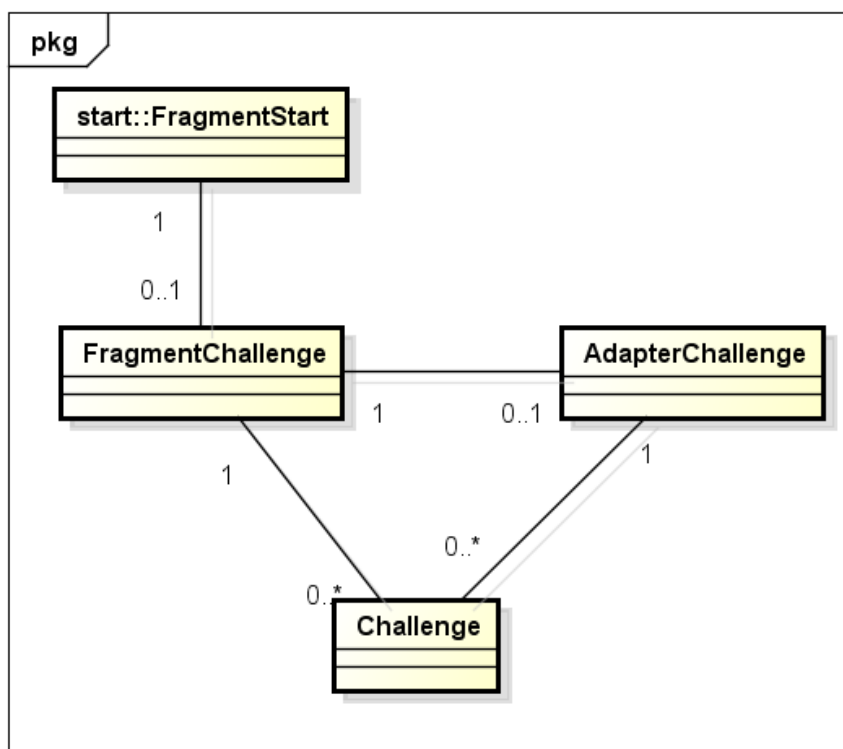 pkg
start::FragmentStart
1
0..1
FragmentChallenge
AdapterChallenge
1
0..1
1
1
0..*
0..*
Challenge